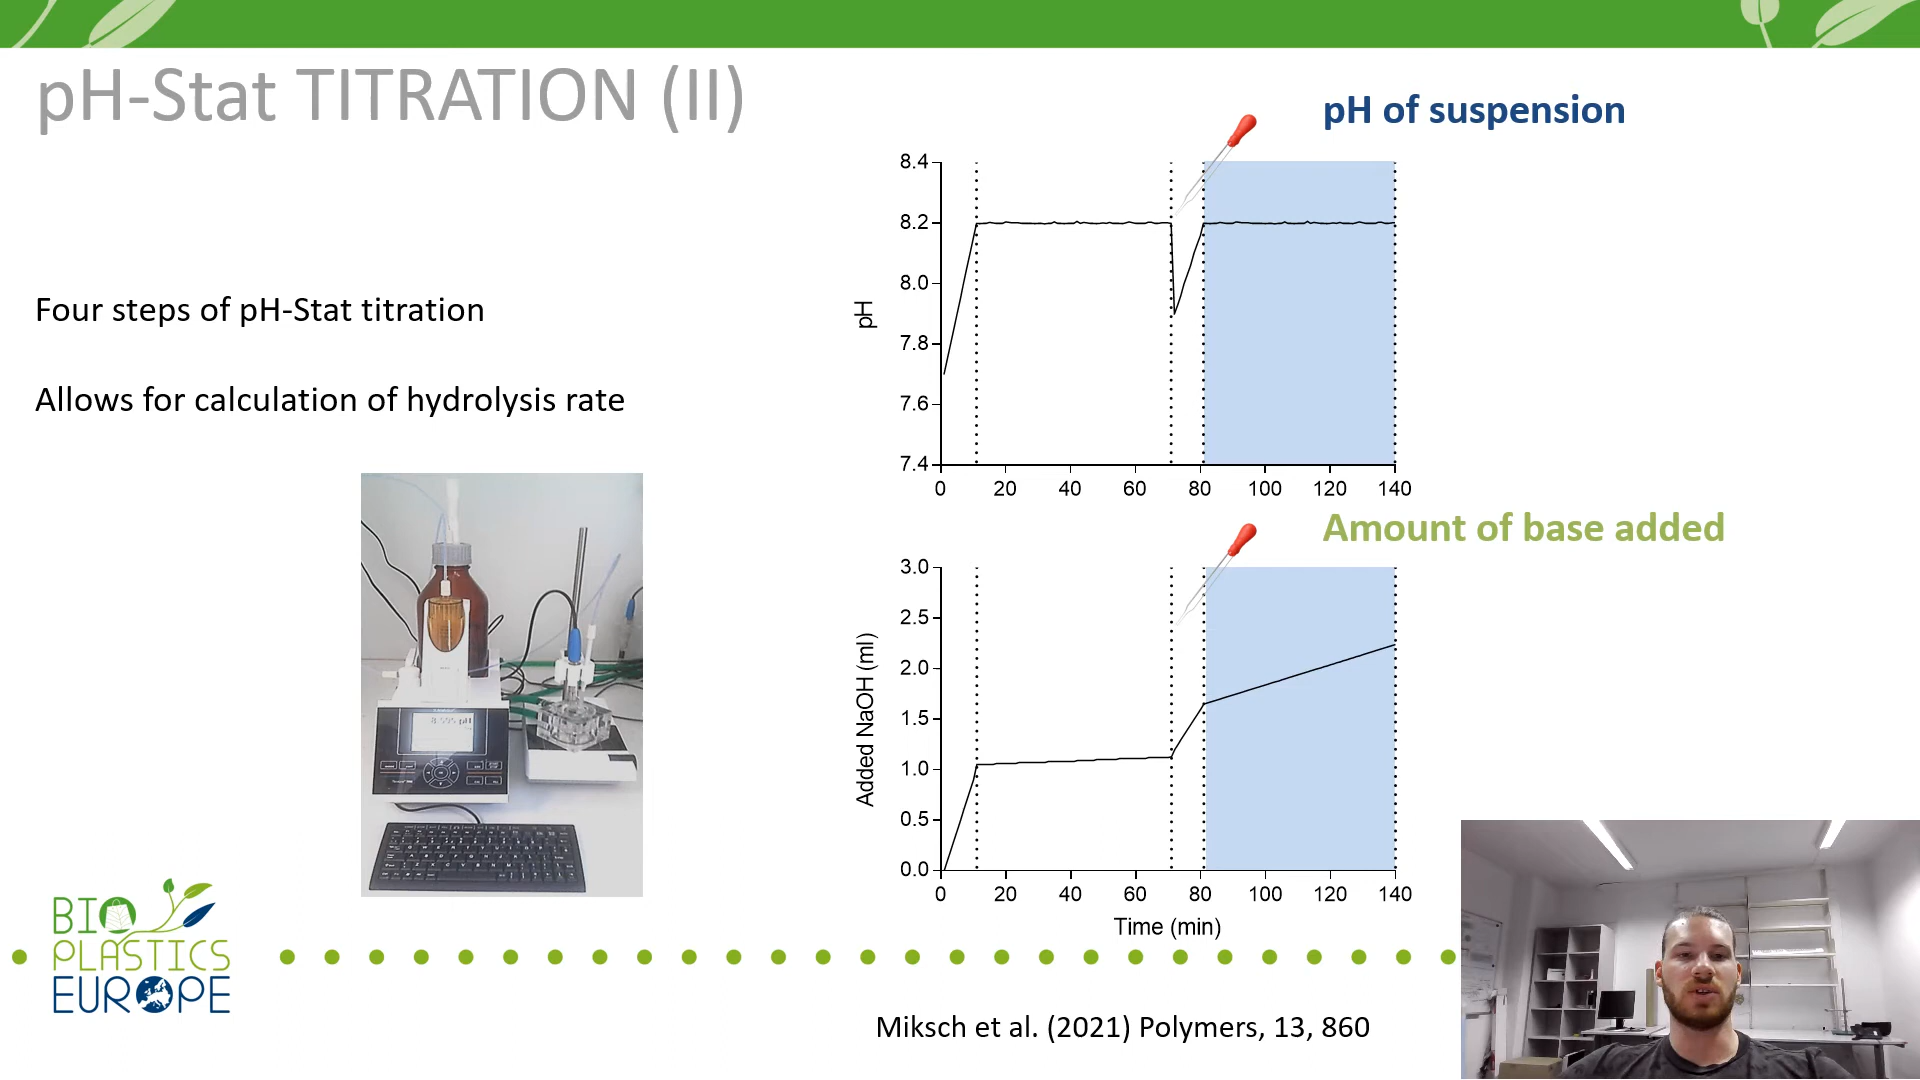 pH-Stat TITRATION (II)
Four steps of pH-Stat titration
Allows for calculation of hydrolysis rate
pH of suspension
8.4
8.2
8.0
7.8
7.6
7.4
pH
0 20 40 60 80 100 120 140
Amount of base added
3.0
2.5
2.0
1.5
1.0
0.5
0.0
Added NaOH (ml)
0 20 40 60 80 100 120 140
Time (min)
BIO
PLASTICS
EUROPE
Miksch et al. (2021) Polymers, 13, 860